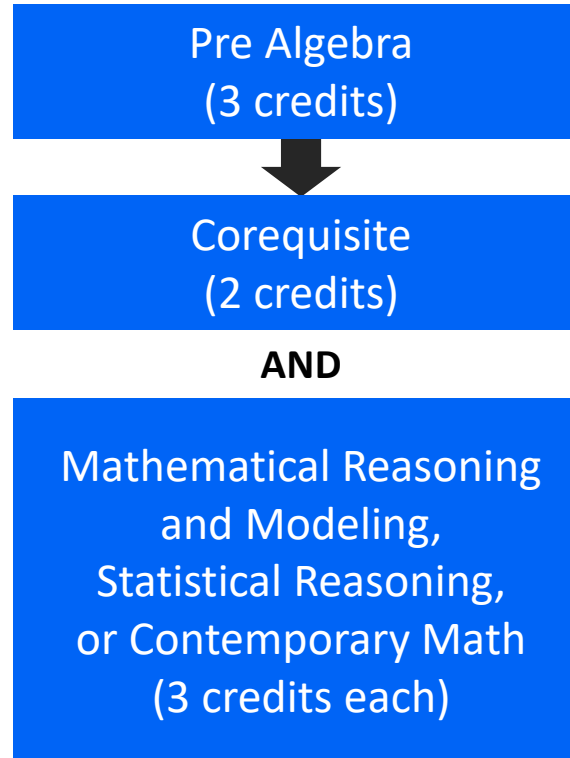 Pre Algebra
(3 credits)
Corequisite
(2 credits)
AND
Mathematical Reasoning
and Modeling,
Statistical Reasoning,
or Contemporary Math
(3 credits each)